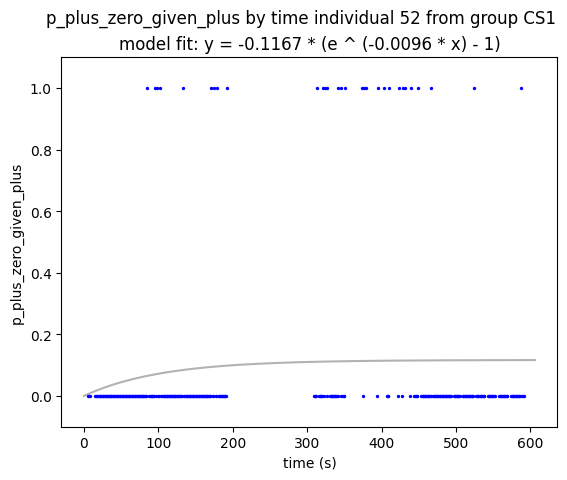 p_plus_zero_given_plus by time individual 52 from group CS1
model fit: y = -0.1167 * (e ^ (-0.0096 * x) - 1)
1.0
0.8
0.6
0.4
0.2
0.0
p_plus_zero_given_plus
0 100 200 300 400 500 600
time (s)